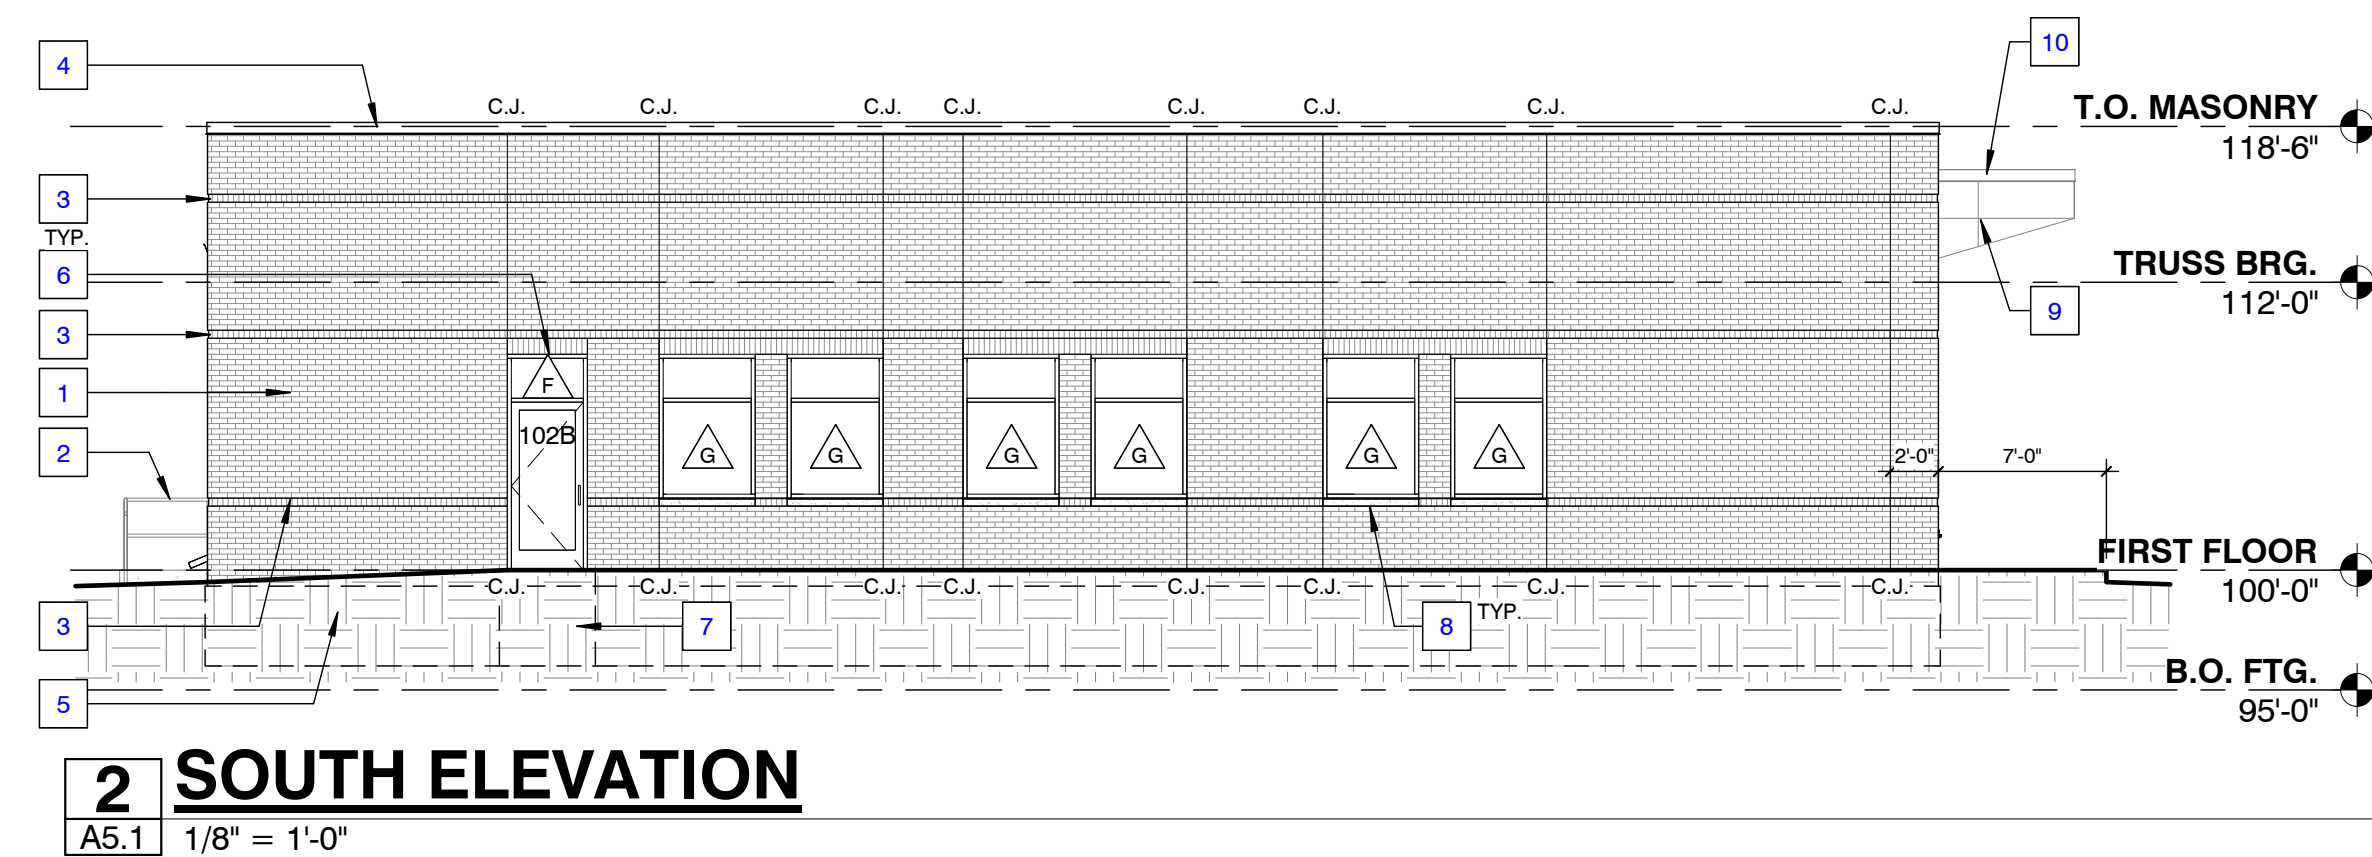 4
10
C.J. C.J. C.J. C.J. C.J. C.J. C.J. C.J.
T.O. MASONRY
118'-6"
3
TYP.
6
TRUSS BRG.
112'-0"
9
3
1
F
102B
2
G G G G G G
2'-0" 7'-0"
FIRST FLOOR
100'-0"
C.J. C.J. C.J. C.J. C.J. C.J. C.J. C.J.
3
7
8 TYP.
B.O. FTG.
95'-0"
5
2 SOUTH ELEVATION
A5.1 1/8" = 1'-0"